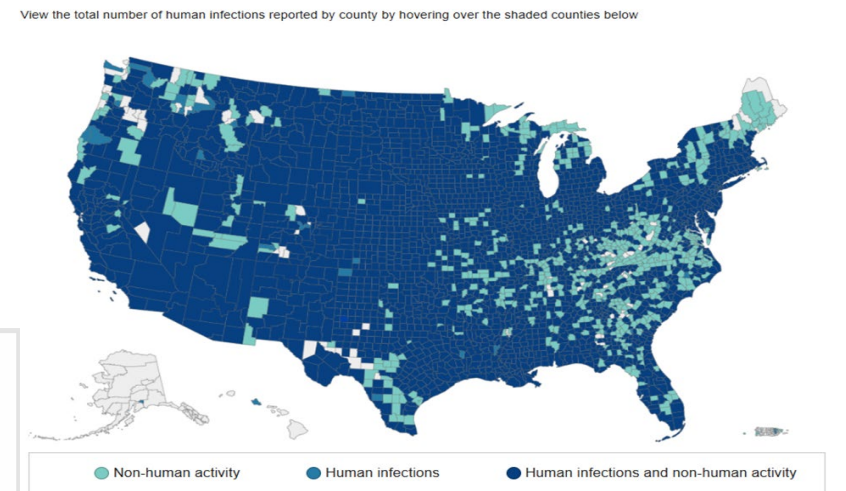 View the total number of human infections reported by county by hovering over the shaded counties below
Non-human activity
Human infections
Human infections and non-human activity